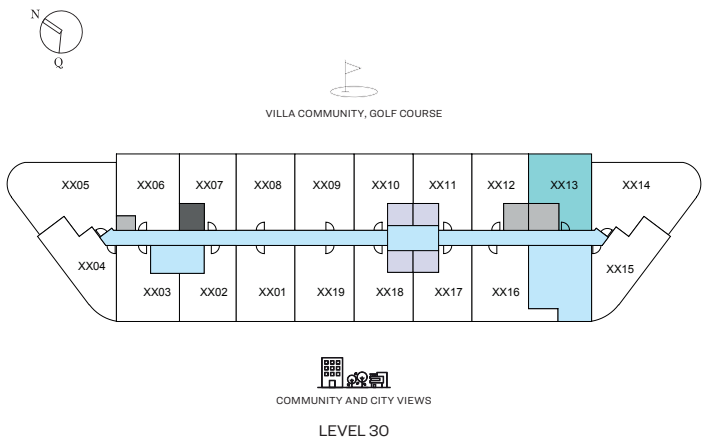 N
Q
VILLA COMMUNITY, GOLF COURSE
XX05 XX06 XX07 XX08 XX09 XX10 XX11 XX12 XX13 XX14
XX04 XX03 XX02 XX01 XX19 XX18 XX17 XX16 XX15
COMMUNITY AND CITY VIEWS
LEVEL 30